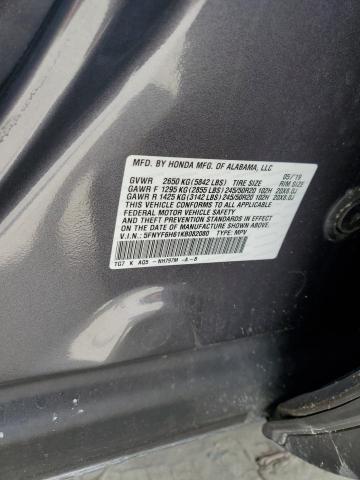 MFD. BY HONDA MFG. OF ALABAMA, LLC
05/'19
GVWR 2650 KG (5842 LBS) TIRE SIZE RIM SIZE
GAWR F 1295 KG (2855 LBS) 245/50R20 102H 20X8.0J
GAWR R 1425 KG (3142 LBS) 245/50R20 102H 20X8.0J
THIS VEHICLE CONFORMS TO ALL APPLICABLE
FEDERAL MOTOR VEHICLE SAFETY STANDARDS IN EFFECT
ON THE DATE OF MANUFACTURE SHOWN ABOVE.
V.I.N: 5FNYF6H61KB082080 TYPE: MPV
TG7 K AG5 -NH797M -A-B